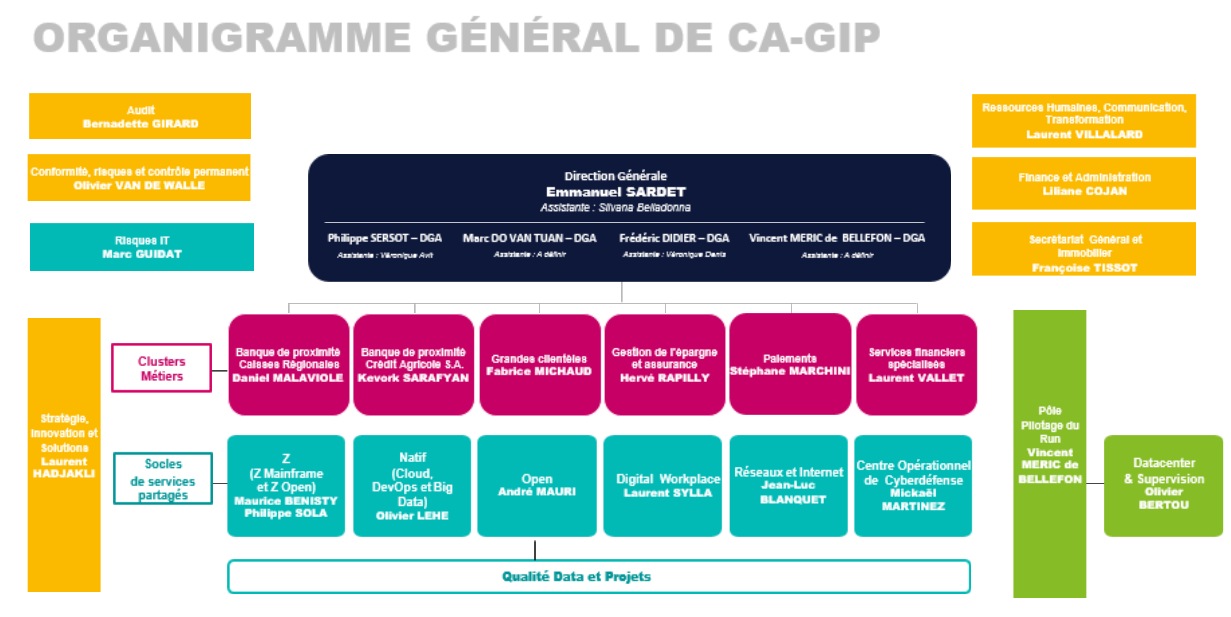 ORGANIGRAMME GÉNÉRAL DE CA-GIP
Audit
Bernadette GIRARD
Conformité, risques et contrôle permanent
Olivier VAN DE WALLE
Risques IT
Marc GUIDAT
Ressources Humaines, Communication,
Transformation
Laurent VILLALARD
Finance et Administration
Liliane COJAN
Secrétariat Général et
Immobilier
Françoise TISSOT
Direction Générale
Emmanuel SARDET
Assistante : Silvana Belladonna
Philippe SERSOT – DGA
Assistante : Véronique Avit
Marc DO VAN TUAN – DGA
Assistante : A définir
Frédéric DIDIER – DGA
Assistante : Véronique Denis
Vincent MERIC de BELLEFON – DGA
Assistante : A définir
Stratégie,
Innovation et
Solutions
Laurent
HADJAKLI
Clusters
Métiers
Banque de proximité
Caisses Régionales
Daniel MALAVIOLE
Banque de proximité
Crédit Agricole S.A.
Kevork SARAFYAN
Grandes clientèles
Fabrice MICHAUD
Gestion de l'épargne
et assurance
Hervé RAPILLY
Paiements
Stéphane MARCHINI
Services financiers
spécialisés
Laurent VALLET
Socles
de services
partagés
Z
(Z Mainframe
et Z Open)
Maurice BENISTY
Philippe SOLA
Natif
(Cloud,
DevOps et Big
Data)
Olivier LEHE
Open
André MAURI
Digital Workplace
Laurent SYLLA
Réseaux et Internet
Jean-Luc
BLANQUET
Centre Opérationnel
de Cyberdéfense
Mickaël
MARTINEZ
Pôle
Pilotage du
Run
Vincent
MERIC de
BELLEFON
Datacenter
& Supervision
Olivier
BERTOU
Qualité Data et Projets